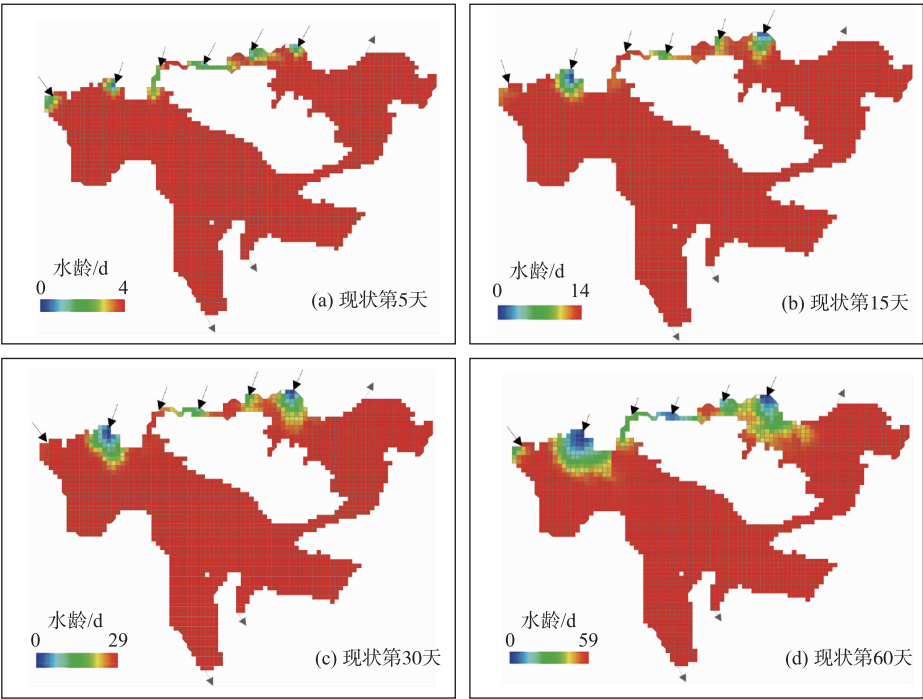 水龄/d
0 4
(a) 现状第5天
水龄/d
0 14
(b) 现状第15天
水龄/d
0 29
(c) 现状第30天
水龄/d
0 59
(d) 现状第60天